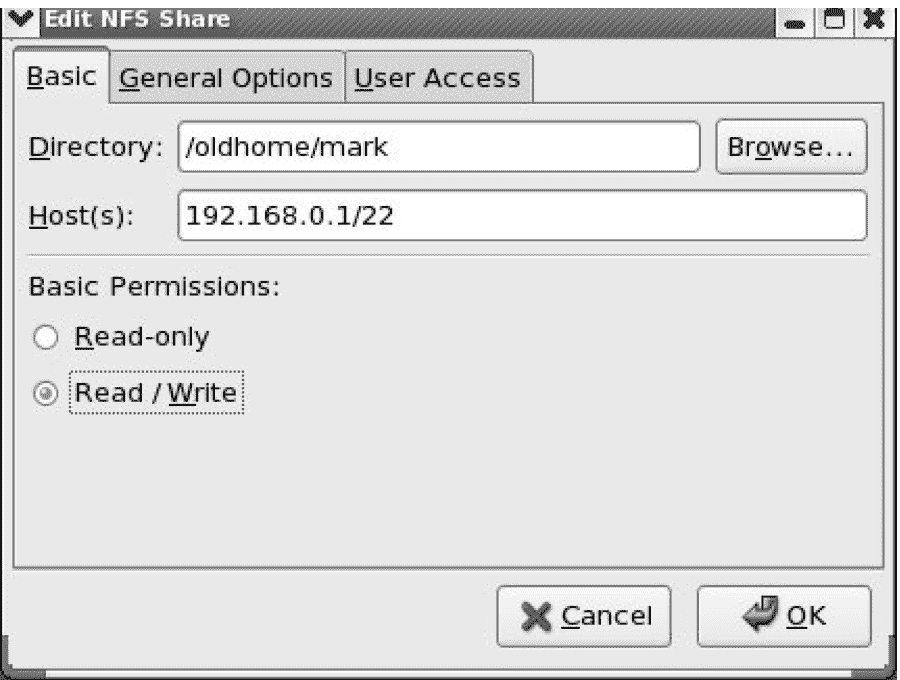 Edit NFS Share
Basic General Options User Access
Directory: /oldhome/mark Browse...
Host(s): 192.168.0.1/22
Basic Permissions:
Read-only
Read / Write
Cancel OK